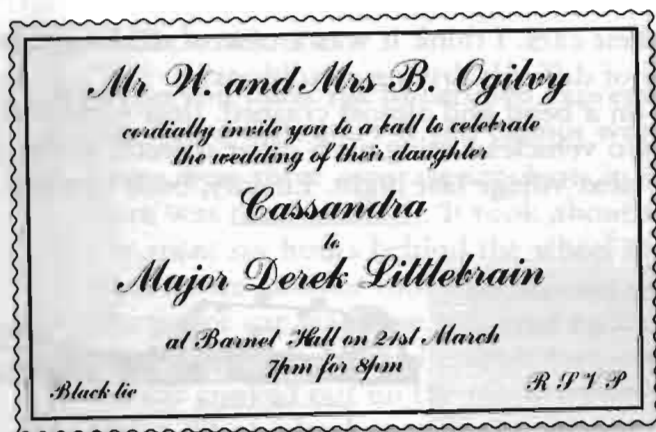 Mr W. and Mrs B. Ogilvy
cordially invite you to a ball to celebrate
the wedding of their daughter
Cassandra
to
Major Derek Littlebrain
at Barnet Hall on 21st March
7pm for 8pm
Black tie R S V P